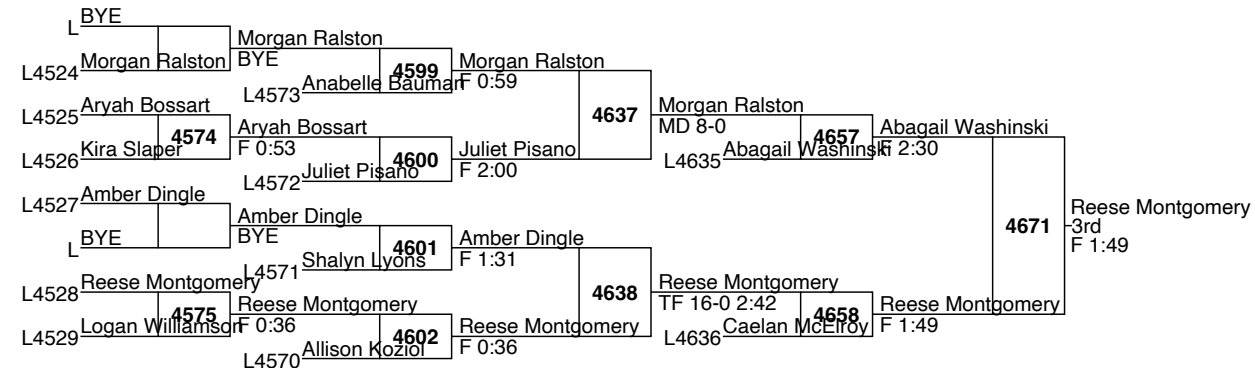 L BYE
L4524 Morgan Ralston
Morgan Ralston
BYE
4599
L4573 Anabelle Bauman
Morgan Ralston
F 0:59
L4525 Aryah Bossart
4574
L4526 Kira Slaper
Aryah Bossart
F 0:53
4600
L4572 Juliet Pisano
Juliet Pisano
F 2:00
4637
Morgan Ralston
MD 8-0
4657
L4635 Abagail Washinski
Abagail Washinski
F 2:30
L4527 Amber Dingle
L BYE
Amber Dingle
BYE
4601
L4571 Shalyn Lyons
Amber Dingle
F 1:31
L4528 Reese Montgomery
4575
L4529 Logan Williamson
Reese Montgomery
F 0:36
4602
L4570 Allison Koziol
Reese Montgomery
F 0:36
4638
Reese Montgomery
TF 16-0 2:42
4658
L4636 Caelan McElroy
Reese Montgomery
F 1:49
4671
Reese Montgomery
3rd
F 1:49